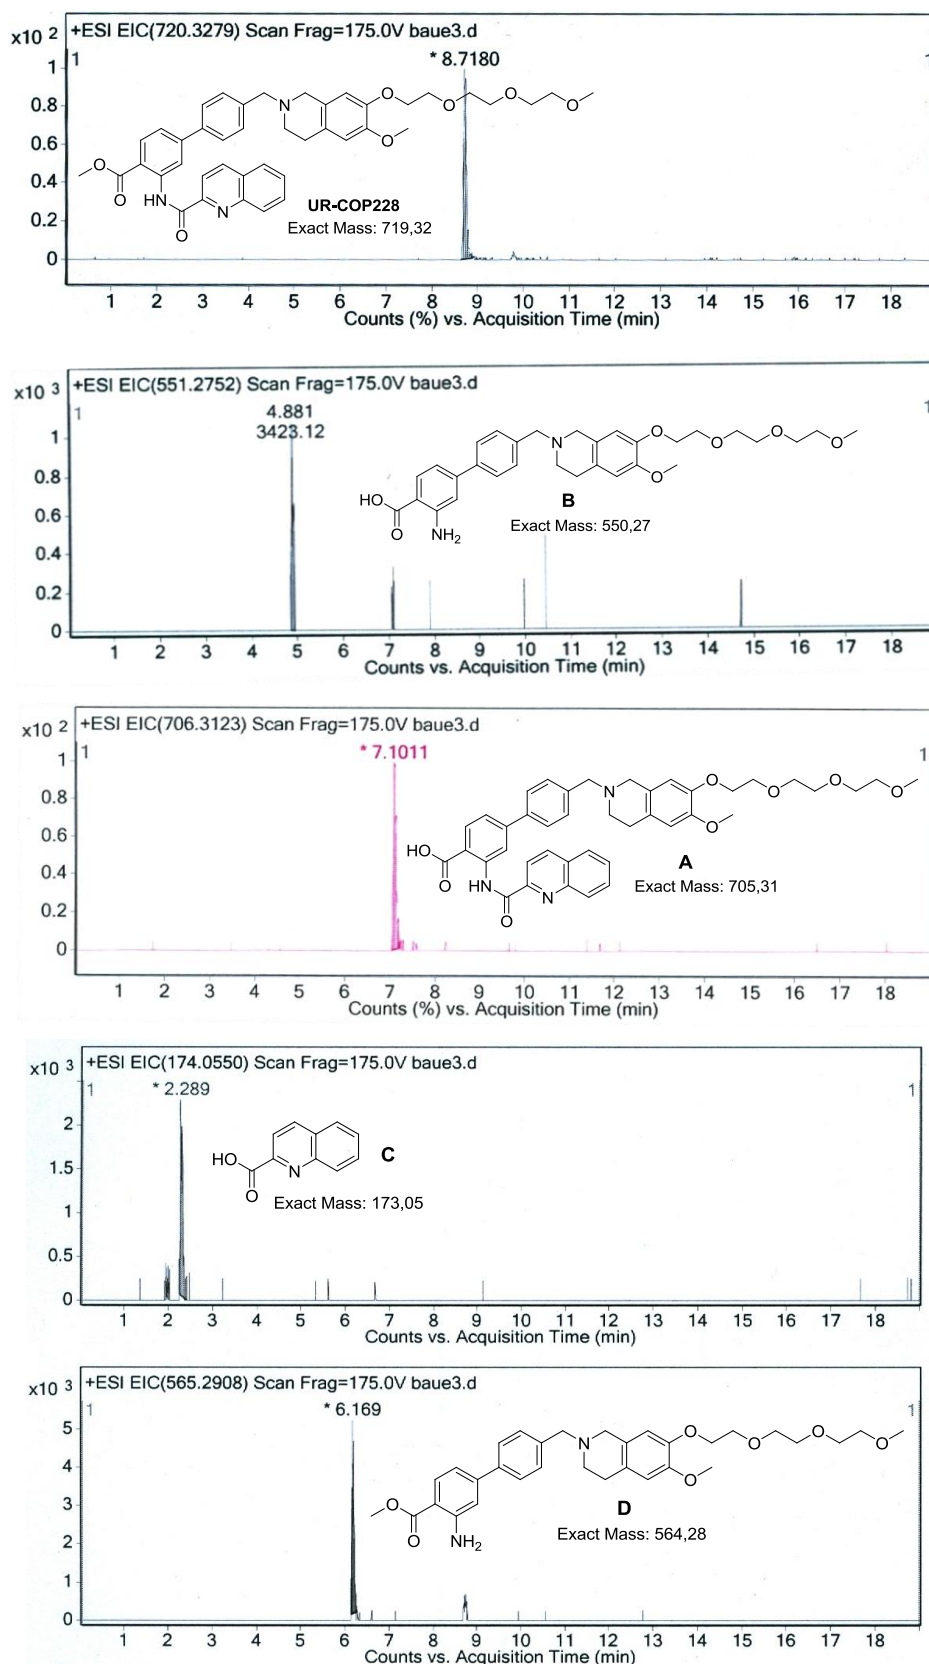 +ESI EIC(720.3279) Scan Frag=175.0V baue3.d
x10 2
1 1
* 8.7180
1
0.8
0.6
0.4
0.2
0
N
O
O
O
O
O
O
O
HN
O
N
UR-COP228
Exact Mass: 719,32
1 2 3 4 5 6 7 8 9 10 11 12 13 14 15 16 17 18
Counts (%) vs. Acquisition Time (min)
+ESI EIC(551.2752) Scan Frag=175.0V baue3.d
x10 3
1 1
4.881
3423.12
1
0.8
0.6
0.4
0.2
0
N
O
O
O
O
O
HO
O
NH2
B
Exact Mass: 550,27
1 2 3 4 5 6 7 8 9 10 11 12 13 14 15 16 17 18
Counts vs. Acquisition Time (min)
+ESI EIC(706.3123) Scan Frag=175.0V baue3.d
x10 2
1 1
* 7.1011
1
0.8
0.6
0.4
0.2
0
N
O
O
O
O
O
HO
O
HN
O
N
A
Exact Mass: 705,31
1 2 3 4 5 6 7 8 9 10 11 12 13 14 15 16 17 18
Counts (%) vs. Acquisition Time (min)
+ESI EIC(174.0550) Scan Frag=175.0V baue3.d
x10 3
1 1
* 2.289
2
1.5
1
0.5
0
HO
O
N
C
Exact Mass: 173,05
1 2 3 4 5 6 7 8 9 10 11 12 13 14 15 16 17 18
Counts vs. Acquisition Time (min)
+ESI EIC(565.2908) Scan Frag=175.0V baue3.d
x10 3
1 1
* 6.169
5
4
3
2
1
0
N
O
O
O
O
O
O
O
NH2
D
Exact Mass: 564,28
1 2 3 4 5 6 7 8 9 10 11 12 13 14 15 16 17 18
Counts vs. Acquisition Time (min)